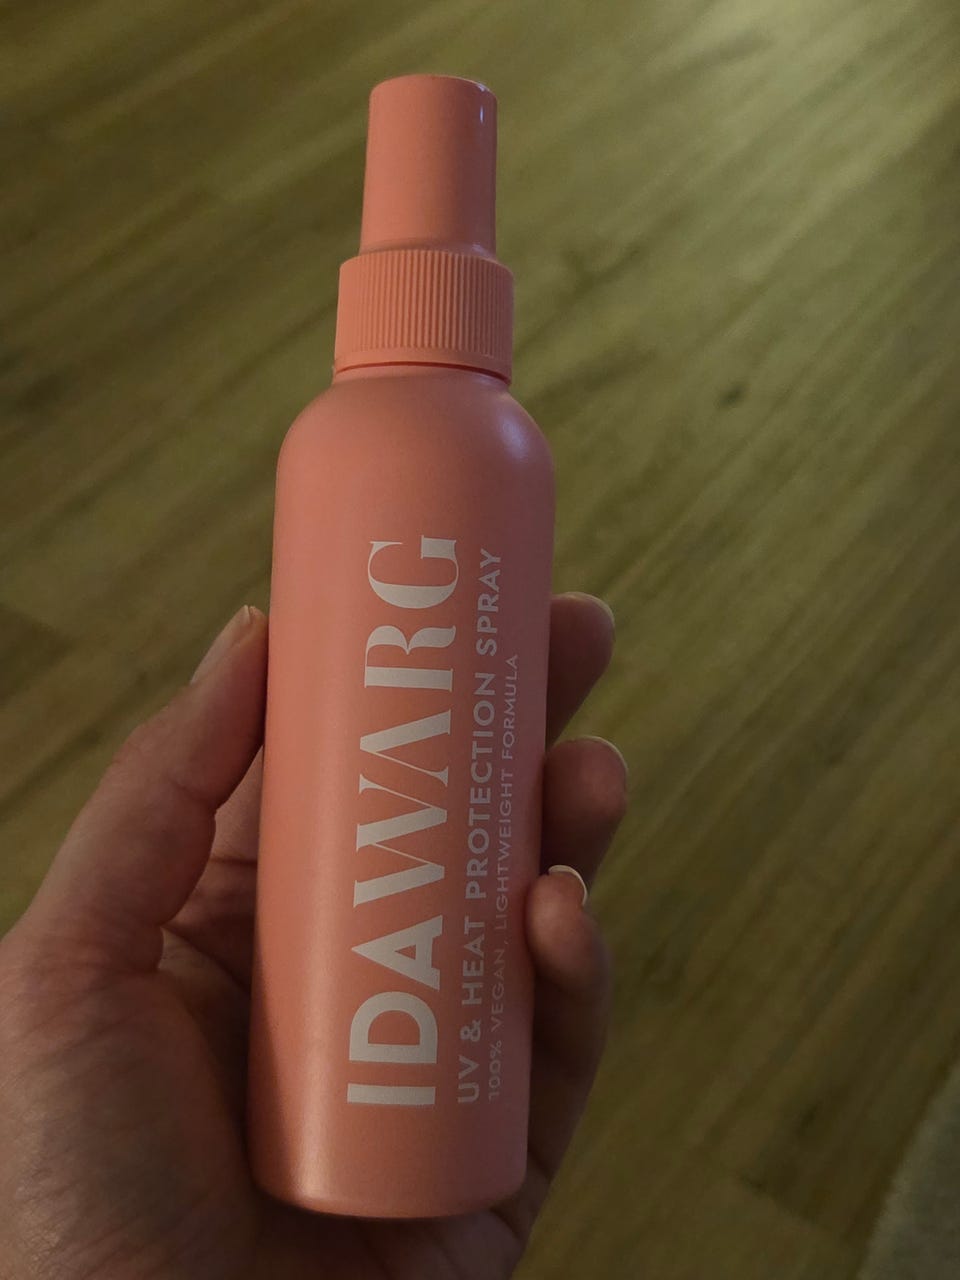 IDAWARG
UV & HEAT PROTECTION SPRAY
100% VEGAN, LIGHTWEIGHT FORMULA